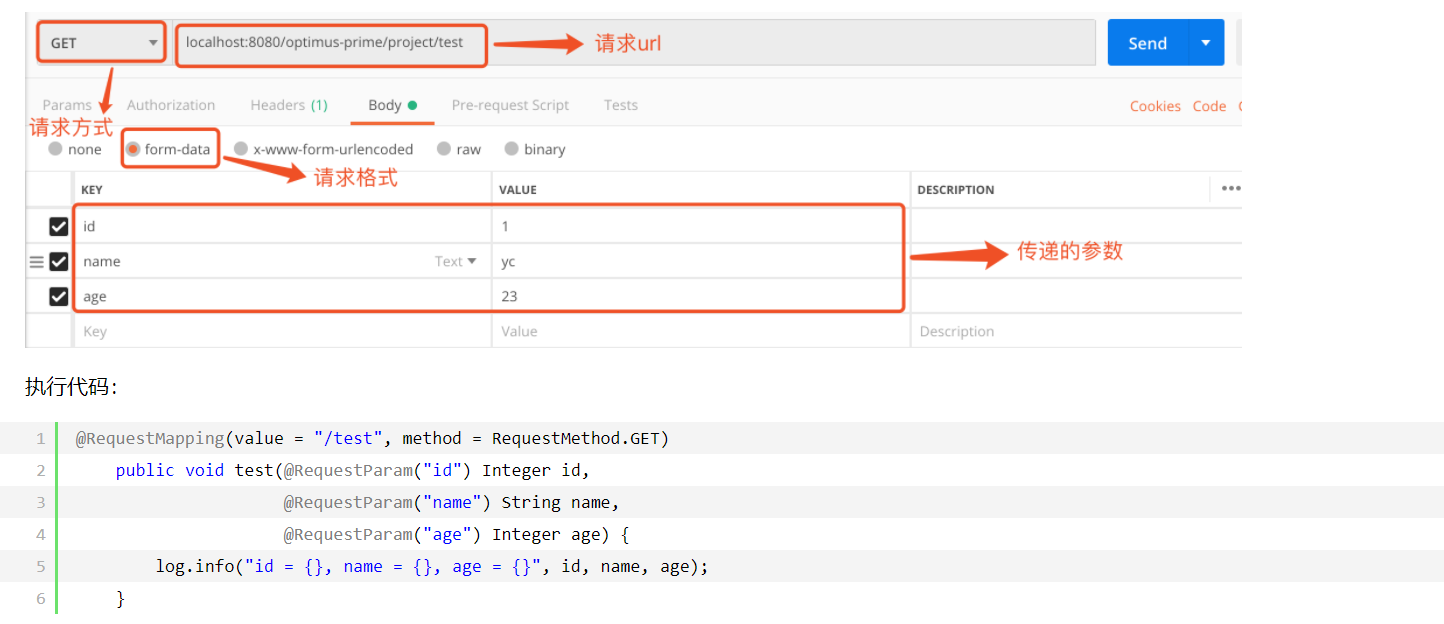 GET localhost:8080/optimus-prime/project/test 请求url Send
Params Authorization Headers (1) Body Pre-request Script Tests Cookies Code
请求方式
none form-data x-www-form-urlencoded raw binary
请求格式
KEY VALUE DESCRIPTION •••
id 1
name Text yc 传递的参数
age 23
Key Value Description
执行代码：
1 @RequestMapping(value = "/test", method = RequestMethod.GET)
2 public void test(@RequestParam("id") Integer id,
3 @RequestParam("name") String name,
4 @RequestParam("age") Integer age) {
5 log.info("id = {}, name = {}, age = {}", id, name, age);
6 }